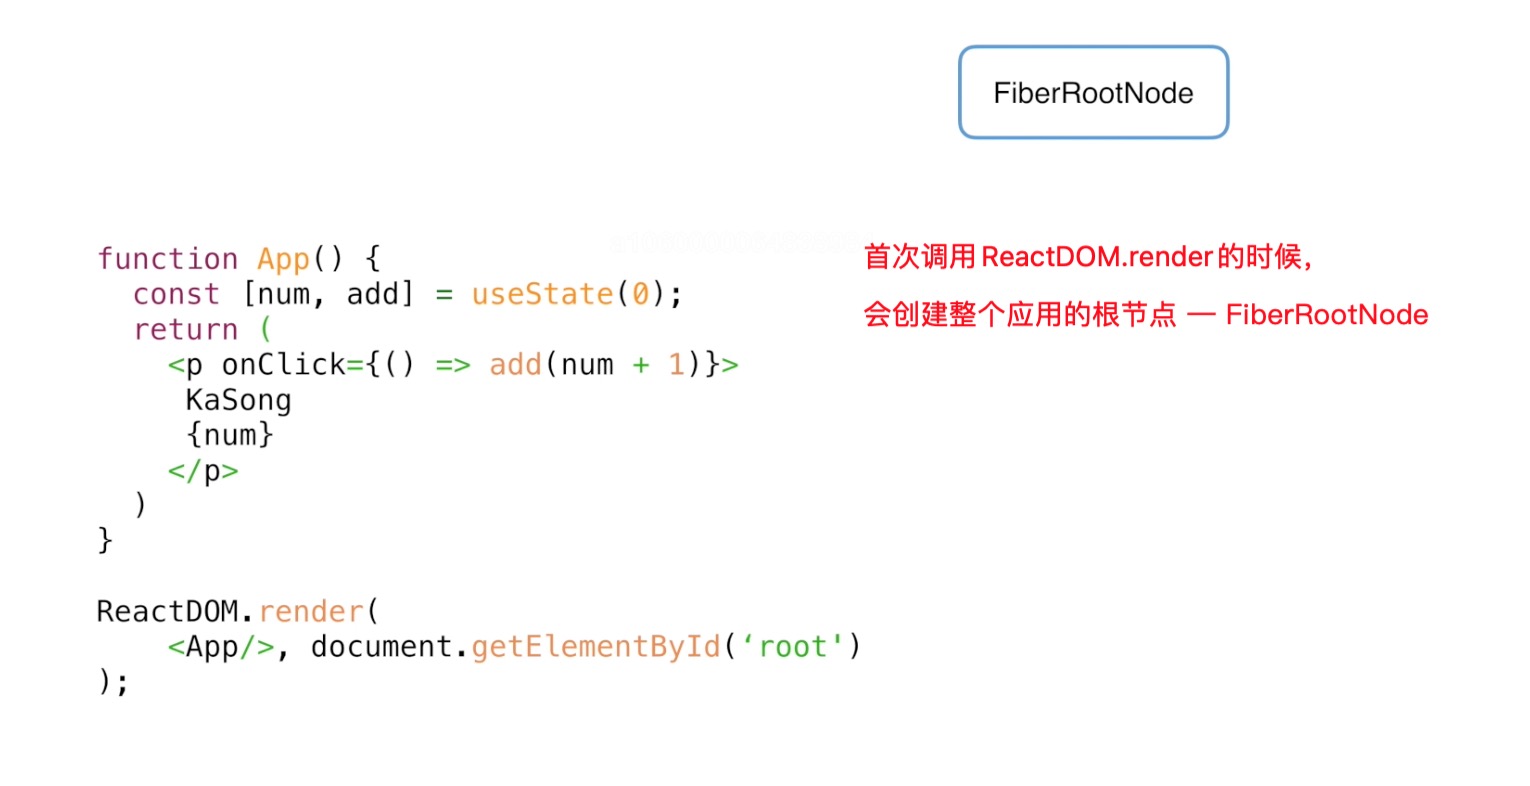 FiberRootNode
function App() {
  const [num, add] = useState(0);
  return (
    <p onClick={() => add(num + 1)}>
     KaSong
     {num}
    </p>
  )
}
ReactDOM.render(
    <App/>, document.getElementById(‘root')
);
首次调用ReactDOM.render的时候,
会创建整个应用的根节点 — FiberRootNode